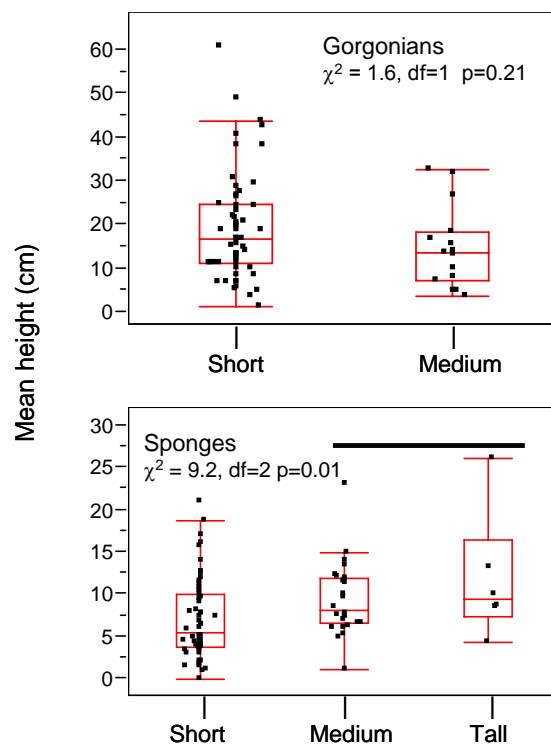 Mean height (cm)
Gorgonians
χ² = 1.6, df=1 p=0.21
60
50
40
30
20
10
0
Short Medium
Sponges
χ² = 9.2, df=2 p=0.01
30
25
20
15
10
5
0
Short Medium Tall